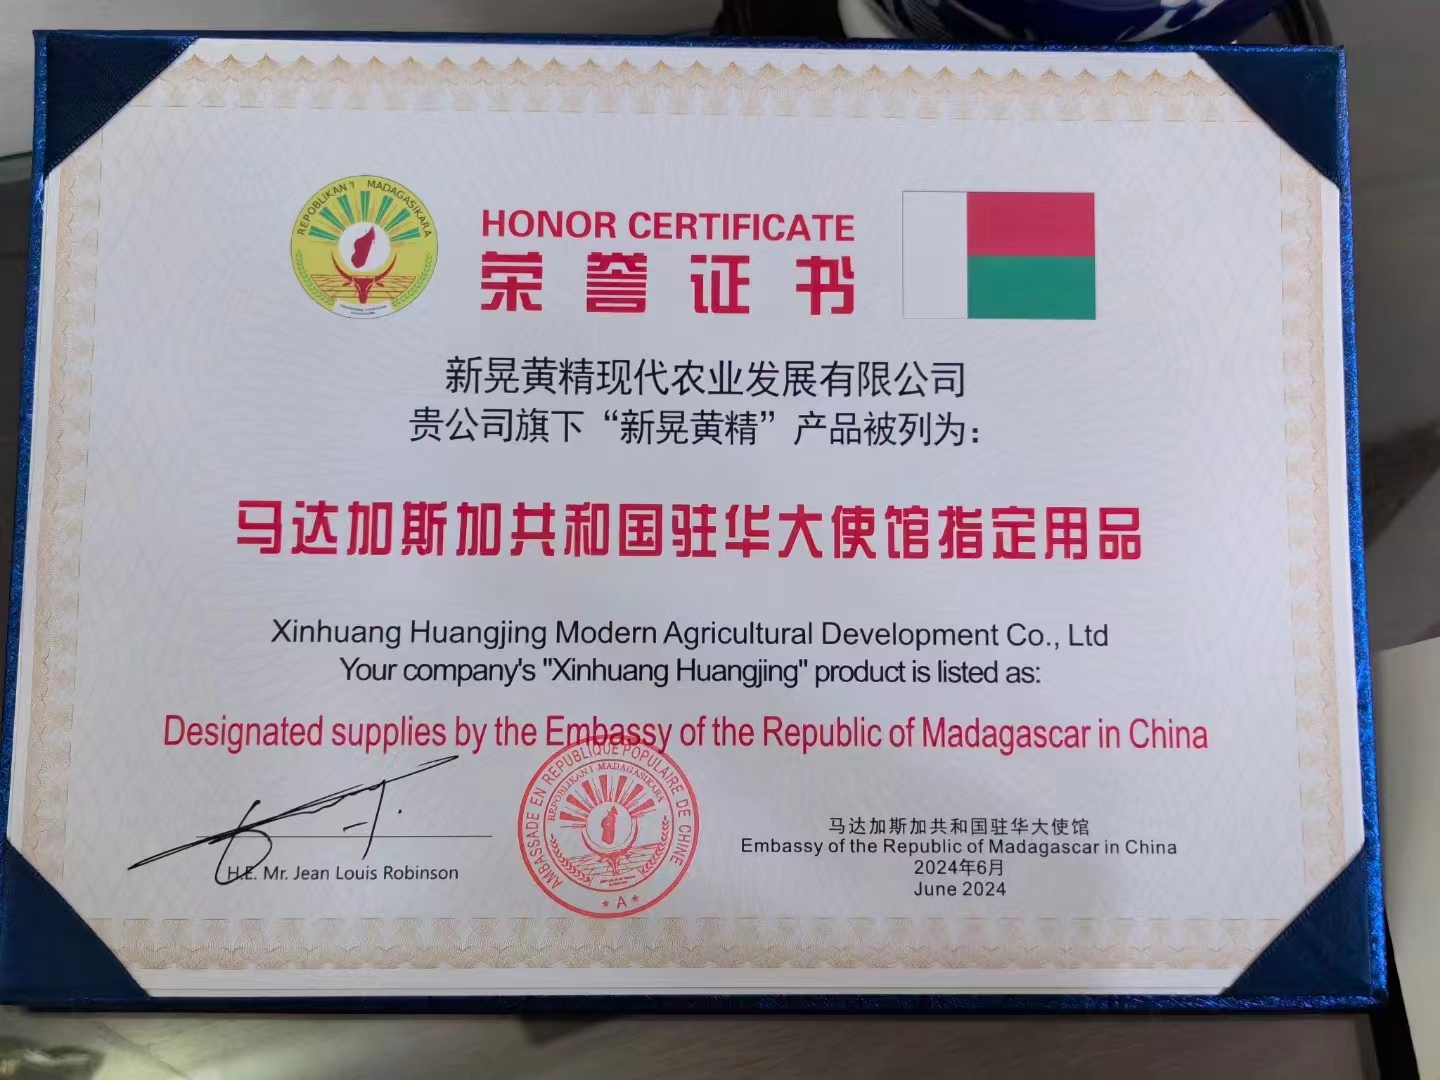 REPOBLIKAN'I MADAGASIKARA
HONOR CERTIFICATE
荣誉证书
新晃黄精现代农业发展有限公司
贵公司旗下“新晃黄精”产品被列为：
马达加斯加共和国驻华大使馆指定用品
Xinhuang Huangjing Modern Agricultural Development Co., Ltd
Your company's "Xinhuang Huangjing" product is listed as:
Designated supplies by the Embassy of the Republic of Madagascar in China
H.E. Mr. Jean Louis Robinson
AMBASSADE EN REPUBLIQUE POPULAIRE DE CHINE
REPOBLIKAN'I MADAGASIKARA
* A *
马达加斯加共和国驻华大使馆
Embassy of the Republic of Madagascar in China
2024年6月
June 2024